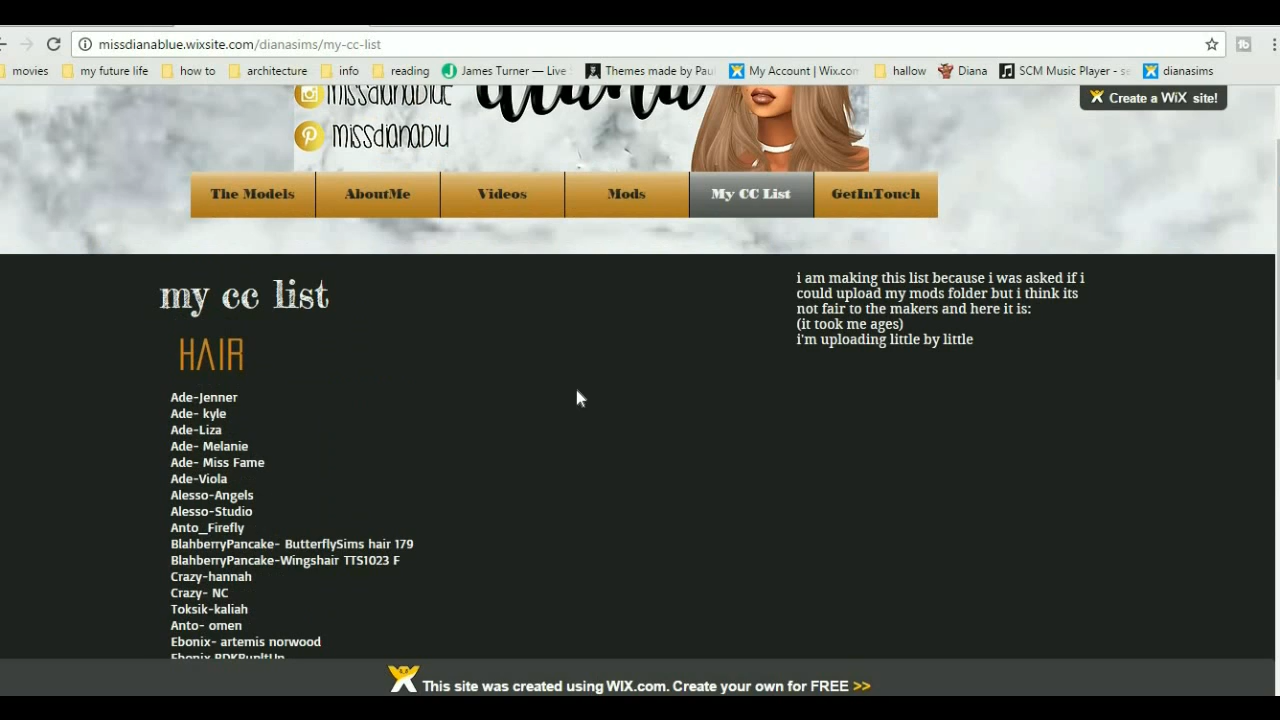 missdianablue.wixsite.com/dianasims/my-cc-list
movies my future life how to architecture info reading James Turner — Live Themes made by Pau My Account | Wix.com hallow Diana SCM Music Player - se dianasims
missdianablue diana
Create a WiX site!
missdianablu
The Models AboutMe Videos Mods My CC List GetInTouch
my cc list
HAIR
Ade-Jenner
Ade- kyle
Ade-Liza
Ade- Melanie
Ade- Miss Fame
Ade-Viola
Alesso-Angels
Alesso-Studio
Anto_Firefly
BlahberryPancake- ButterflySims hair 179
BlahberryPancake-Wingshair TTS1023 F
Crazy-hannah
Crazy- NC
Toksik-kaliah
Anto- omen
Ebonix- artemis norwood
i am making this list because i was asked if i
could upload my mods folder but i think its
not fair to the makers and here it is:
(it took me ages)
i'm uploading little by little
This site was created using WIX.com. Create your own for FREE >>